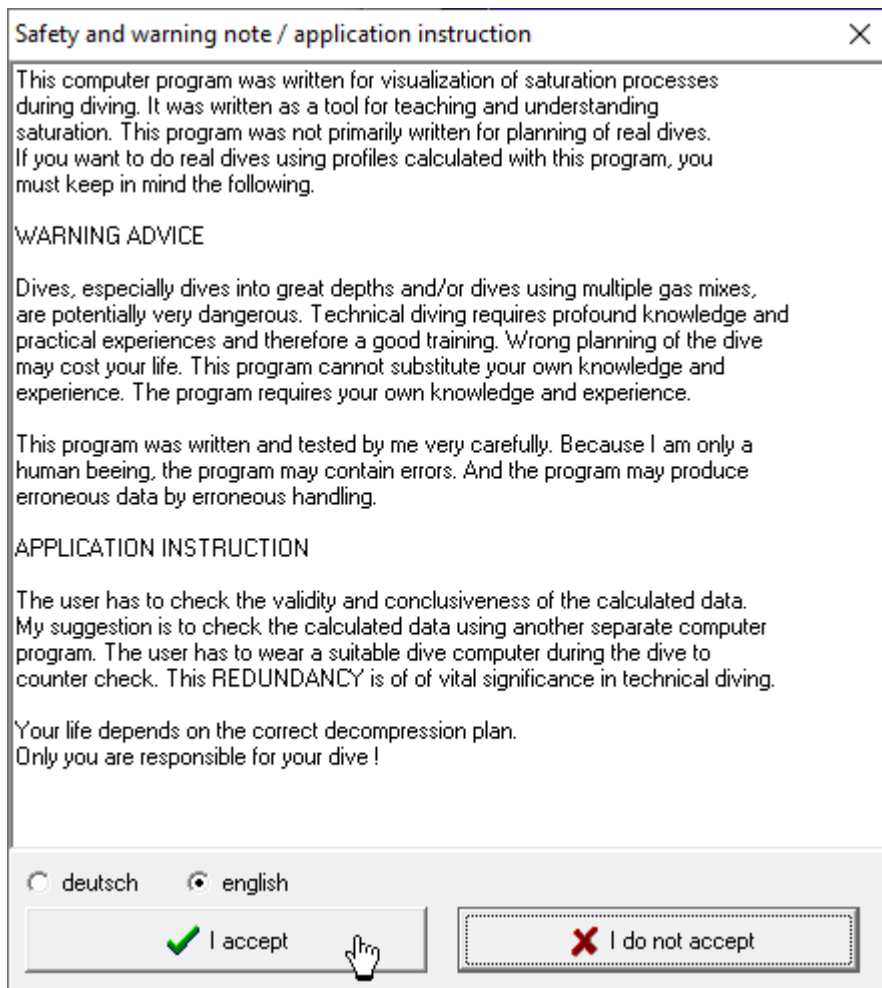 Safety and warning note / application instruction
This computer program was written for visualization of saturation processes
during diving. It was written as a tool for teaching and understanding
saturation. This program was not primarily written for planning of real dives.
If you want to do real dives using profiles calculated with this program, you
must keep in mind the following.
WARNING ADVICE
Dives, especially dives into great depths and/or dives using multiple gas mixes,
are potentially very dangerous. Technical diving requires profound knowledge and
practical experiences and therefore a good training. Wrong planning of the dive
may cost your life. This program cannot substitute your own knowledge and
experience. The program requires your own knowledge and experience.
This program was written and tested by me very carefully. Because I am only a
human beeing, the program may contain errors. And the program may produce
erroneous data by erroneous handling.
APPLICATION INSTRUCTION
The user has to check the validity and conclusiveness of the calculated data.
My suggestion is to check the calculated data using another separate computer
program. The user has to wear a suitable dive computer during the dive to
counter check. This REDUNDANCY is of of vital significance in technical diving.
Your life depends on the correct decompression plan.
Only you are responsible for your dive !
deutsch english
I accept I do not accept